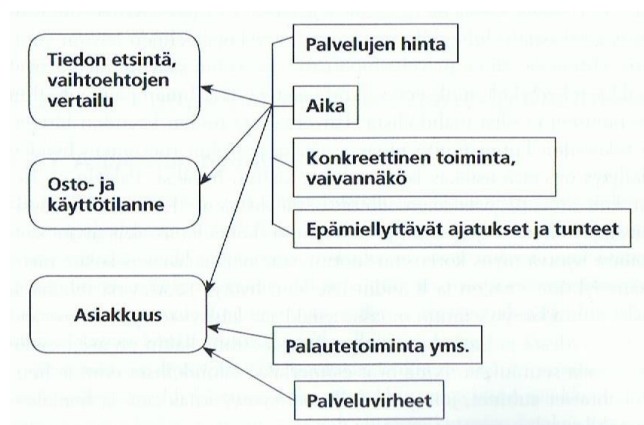 Tiedon etsintä,
vaihtoehtojen
vertailu
Osto- ja
käyttötilanne
Asiakkuus
Palvelujen hinta
Aika
Konkreettinen toiminta,
vaivannäkö
Epämiellyttävät ajatukset ja tunteet
Palautetoiminta yms.
Palveluvirheet